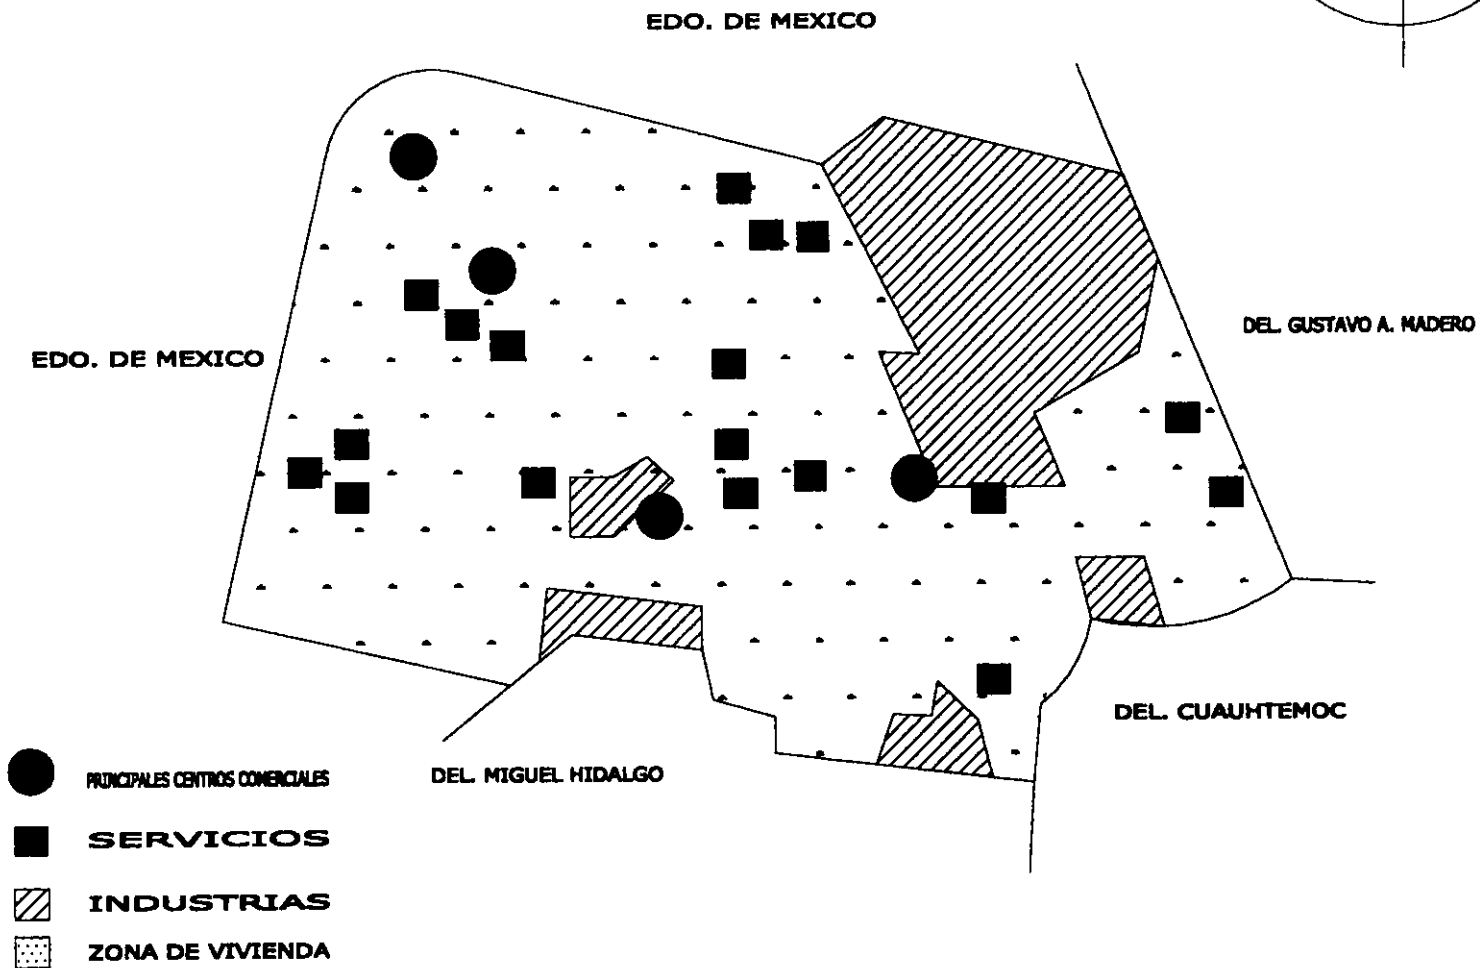 EDO. DE MEXICO
DEL. GUSTAVO A. MADERO
EDO. DE MEXICO
DEL. CUAUHTEMOC
DEL. MIGUEL HIDALGO
PRINCIPALES CENTROS COMERCIALES
SERVICIOS
INDUSTRIAS
ZONA DE VIVIENDA